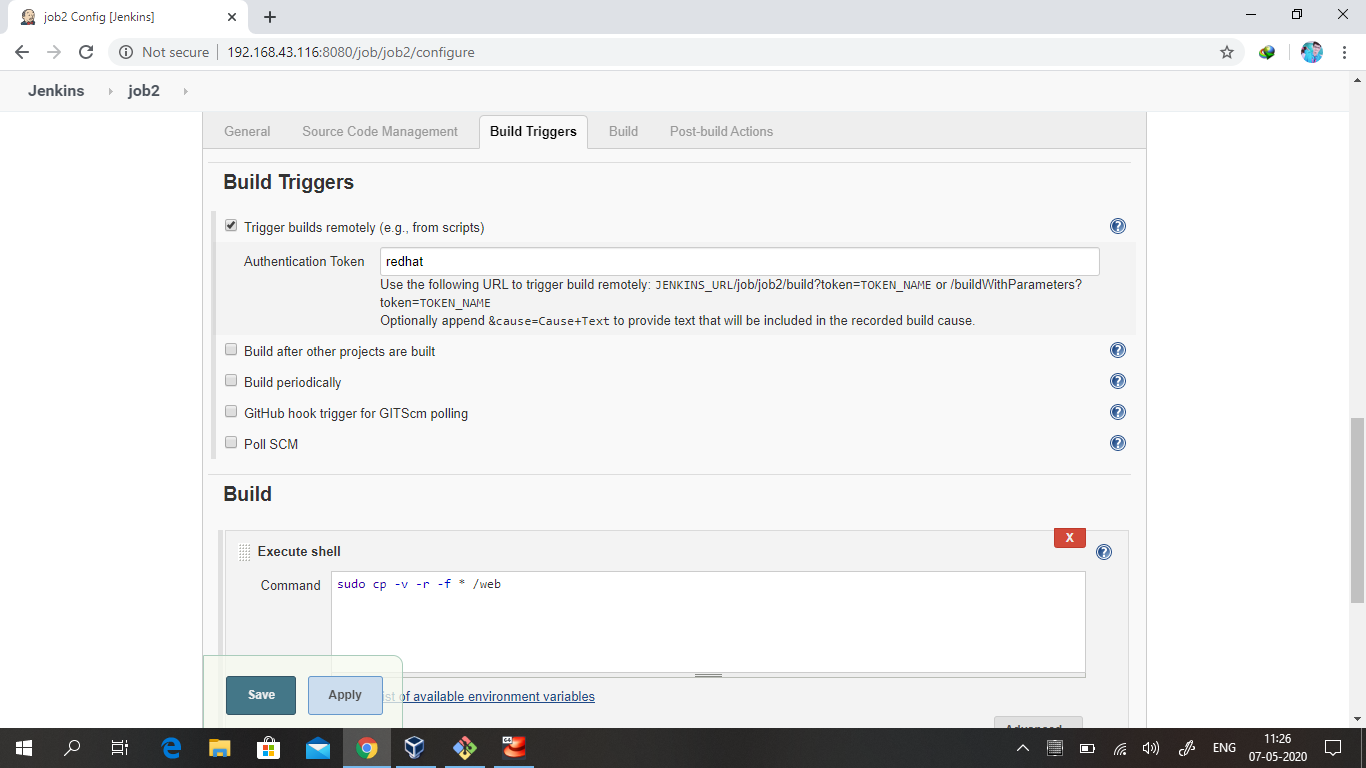 job2 Config [Jenkins]
Not secure
192.168.43.116:8080/job/job2/configure
Jenkins
job2
General
Source Code Management
Build Triggers
Build
Post-build Actions
Build Triggers
Trigger builds remotely (e.g., from scripts)
Authentication Token
redhat
Use the following URL to trigger build remotely: JENKINS_URL/job/job2/build?token=TOKEN_NAME or /buildWithParameters?
token=TOKEN_NAME
Optionally append &cause=Cause+Text to provide text that will be included in the recorded build cause.
Build after other projects are built
Build periodically
GitHub hook trigger for GITScm polling
Poll SCM
Build
X
Execute shell
Command
sudo cp -v -r -f * /web
Save
Apply
of available environment variables
Advanced...
ENG
11:26
07-05-2020